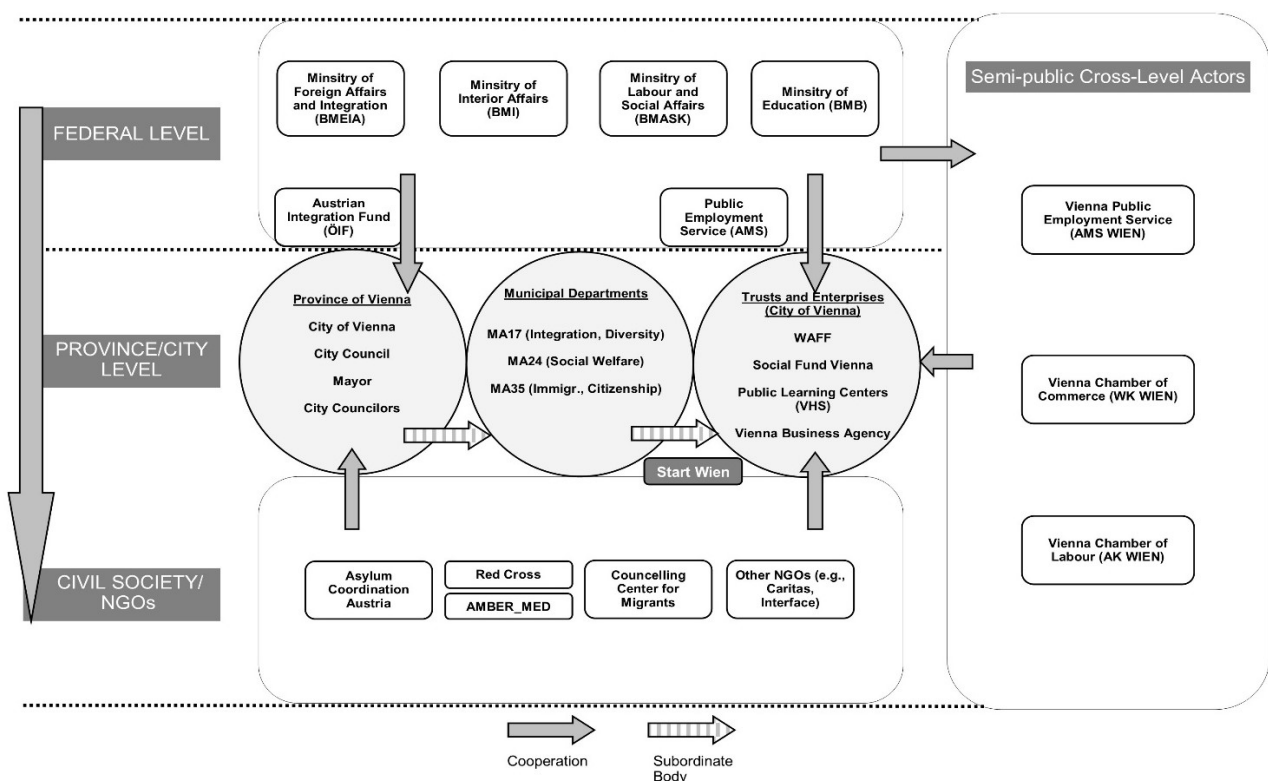 Minsitry of
Foreign Affairs
and Integration
(BMEIA)
Minsitry of
Interior Affairs
(BMI)
Minsitry of
Labour and
Social Affairs
(BMASK)
Minsitry of
Education (BMB)
Semi-public Cross-Level Actors
FEDERAL LEVEL
Austrian
Integration Fund
(ÖIF)
Public
Employment
Service (AMS)
Vienna Public
Employment Service
(AMS WIEN)
Province of Vienna
City of Vienna
City Council
Mayor
City Councilors
Municipal Departments
MA17 (Integration, Diversity)
MA24 (Social Welfare)
MA35 (Immigr., Citizenship)
Trusts and Enterprises
(City of Vienna)
WAFF
Social Fund Vienna
Public Learning Centers
(VHS)
Vienna Business Agency
PROVINCE/CITY
LEVEL
Vienna Chamber of
Commerce (WK WIEN)
Start Wien
CIVIL SOCIETY/
NGOs
Asylum
Coordination
Austria
Red Cross
AMBER_MED
Councelling
Center for
Migrants
Other NGOs (e.g.,
Caritas,
Interface)
Vienna Chamber of
Labour (AK WIEN)
Cooperation
Subordinate
Body